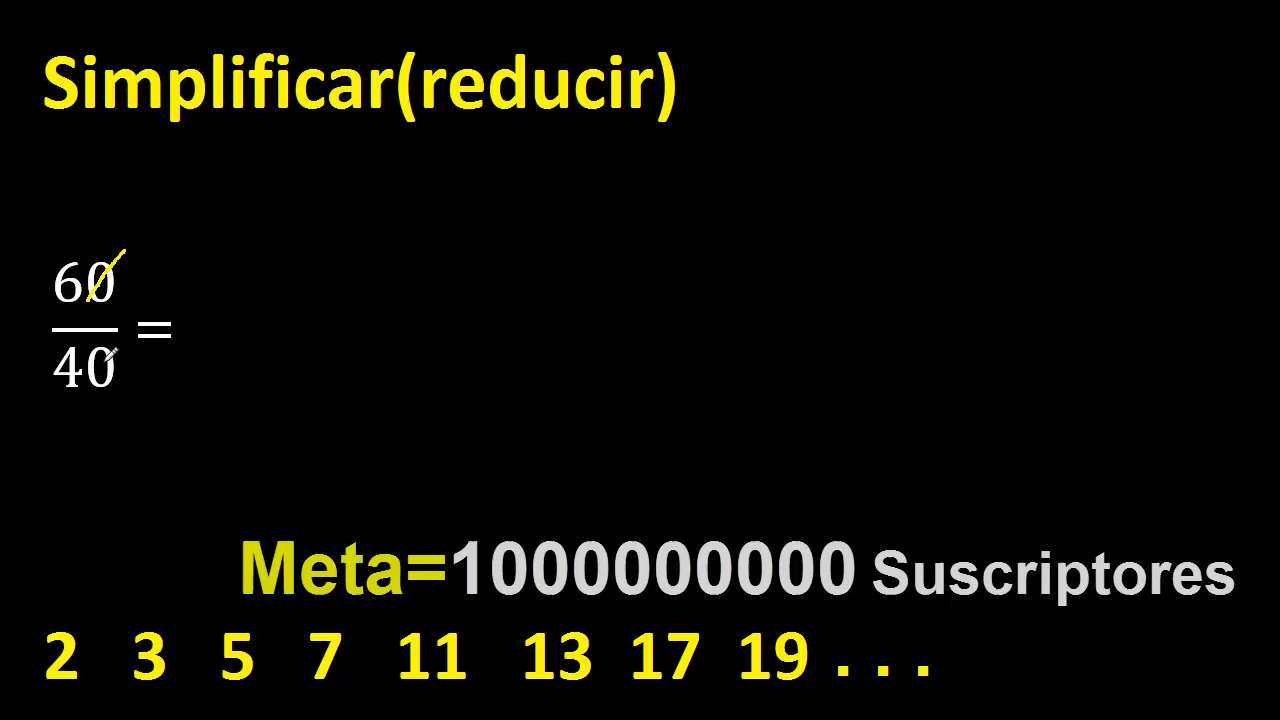 Simplificar(reducir)
60
40 =
Meta=1000000000 Suscriptores
2 3 5 7 11 13 17 19 . . .